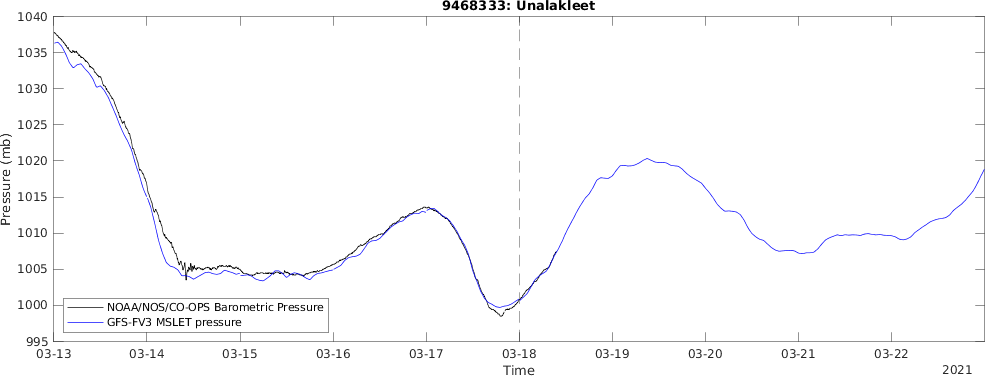 9468333: Unalakleet
1040
1035
1030
1025
1020
1015
1010
1005
1000
995
Pressure (mb)
NOAA/NOS/CO-OPS Barometric Pressure
GFS-FV3 MSLET pressure
03-13 03-14 03-15 03-16 03-17 03-18 03-19 03-20 03-21 03-22
Time
2021